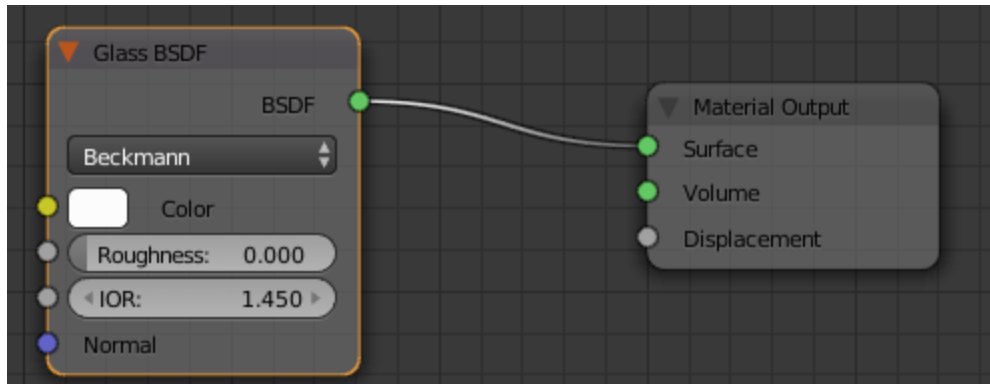 Glass BSDF
BSDF
Beckmann
Color
Roughness: 0.000
IOR: 1.450
Normal
Material Output
Surface
Volume
Displacement